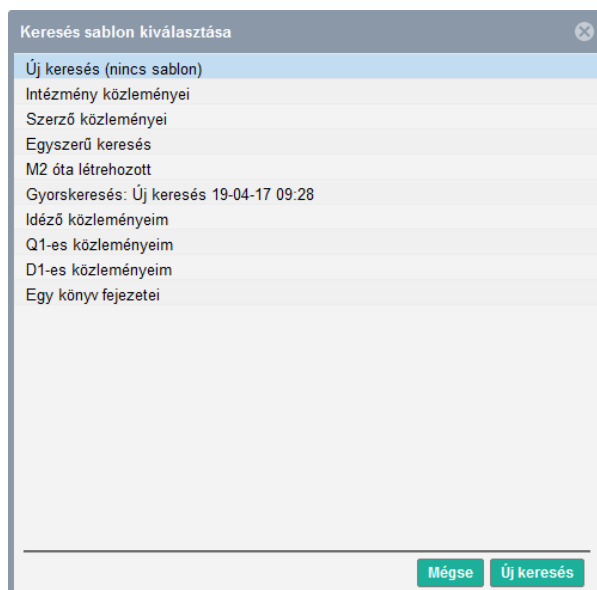 Keresés sablon kiválasztása
Új keresés (nincs sablon)
Intézmény közleményei
Szerző közleményei
Egyszerű keresés
M2 óta létrehozott
Gyorskeresés: Új keresés 19-04-17 09:28
Idéző közleményeim
Q1-es közleményeim
D1-es közleményeim
Egy könyv fejezetei
Mégse Új keresés